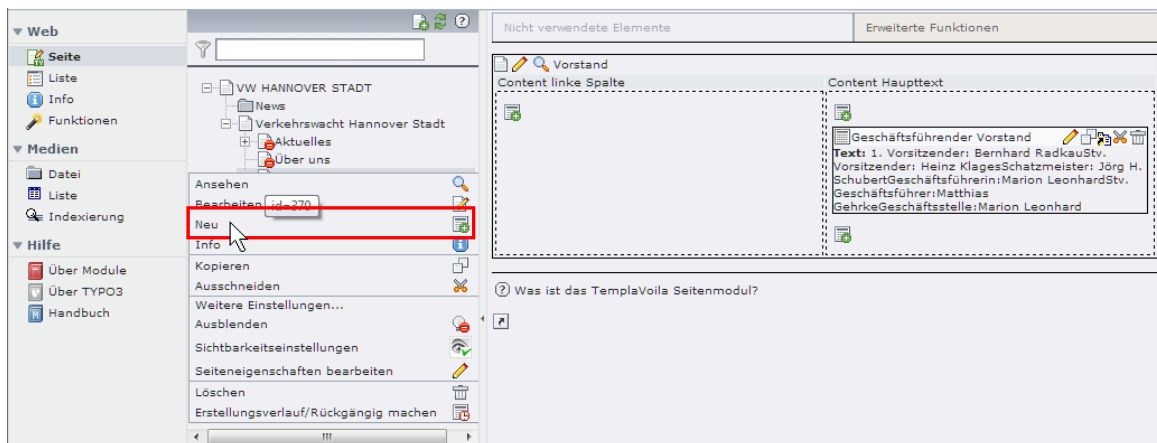 Web
Seite
Liste
Info
Funktionen
Medien
Datei
Liste
Indexierung
Hilfe
Über Module
Über TYPO3
Handbuch
VW HANNOVER STADT
News
Verkehrswacht Hannover Stadt
Aktuelles
Über uns
Ansehen
Bearbeiten
id=270
Neu
Info
Kopieren
Ausschneiden
Weitere Einstellungen...
Ausblenden
Sichtbarkeitseinstellungen
Seiteneigenschaften bearbeiten
Löschen
Erstellungsverlauf/Rückgängig machen
Nicht verwendete Elemente
Erweiterte Funktionen
Vorstand
Content linke Spalte
Content Haupttext
Geschäftsführender Vorstand
Text: 1. Vorsitzender: Bernhard RadkauStv.
Vorsitzender: Heinz KlagesSchatzmeister: Jörg H.
SchubertGeschäftsführerin:Marion LeonhardStv.
Geschäftsführer:Matthias
GehrkeGeschäftsstelle:Marion Leonhard
Was ist das TemplaVoila Seitenmodul?